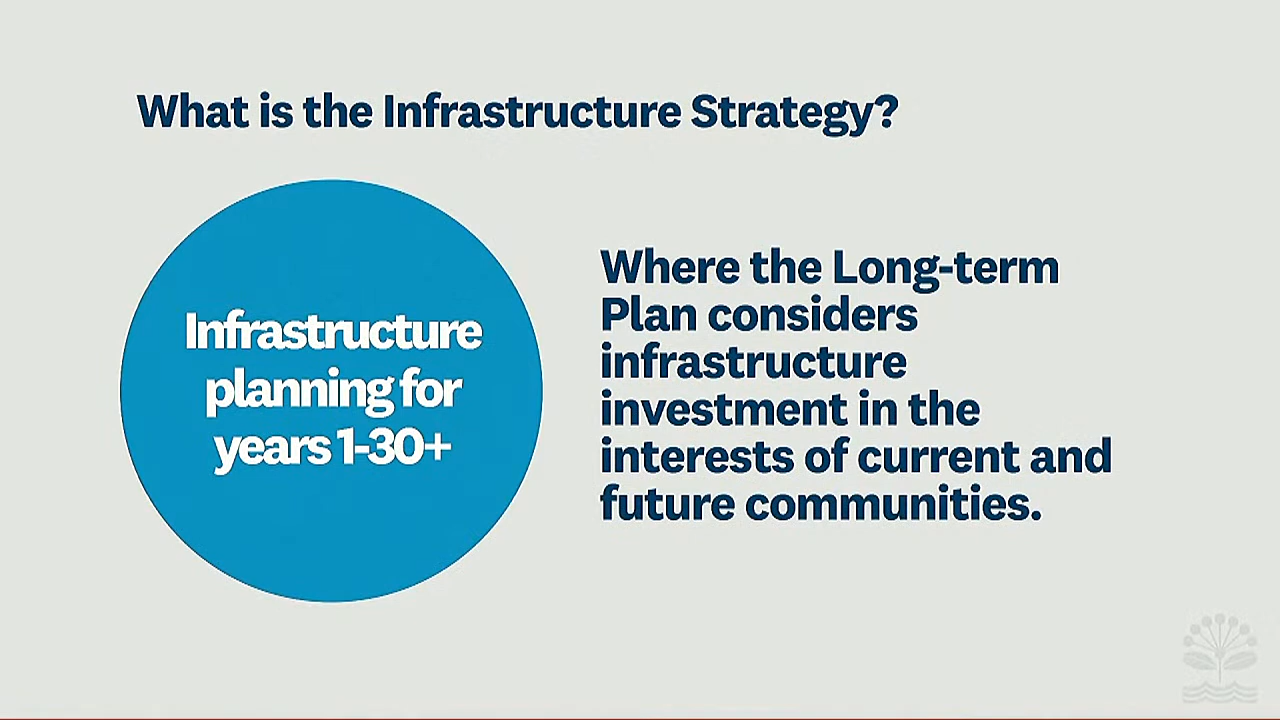 What is the Infrastructure Strategy?
Infrastructure
planning for
years 1-30+
Where the Long-term
Plan considers
infrastructure
investment in the
interests of current and
future communities.